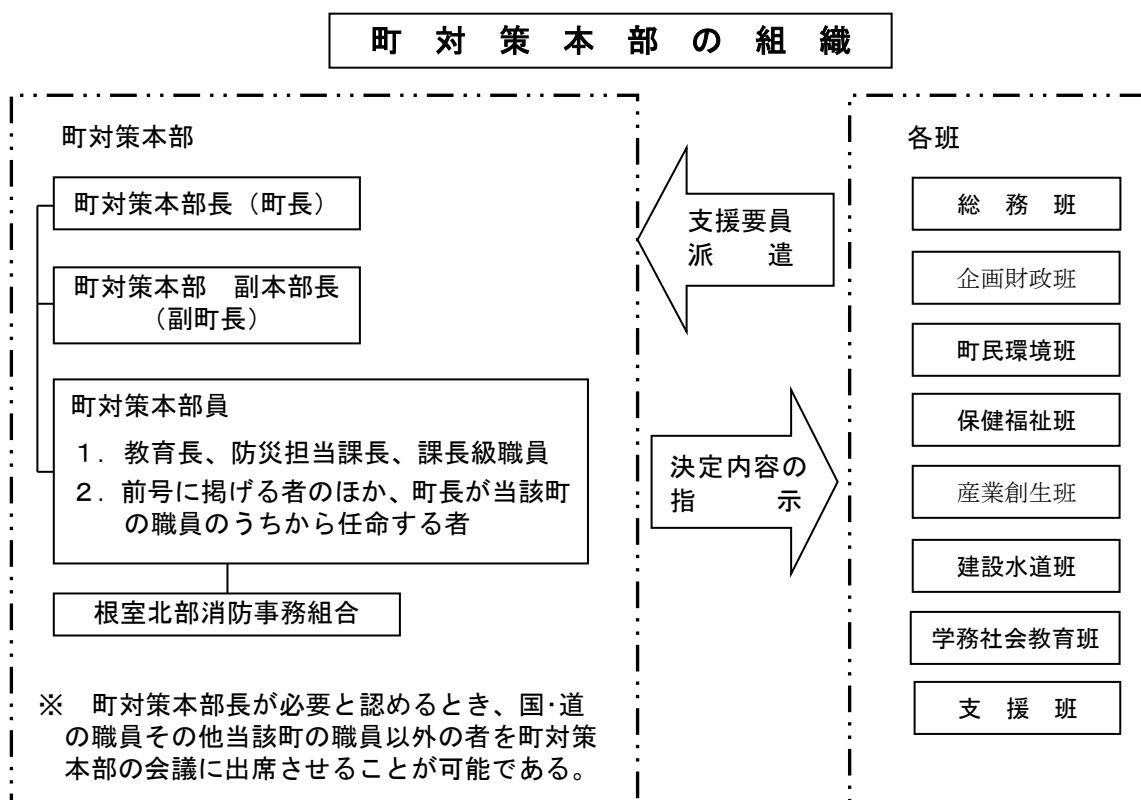 町対策本部の組織
町対策本部
町対策本部長（町長）
町対策本部　副本部長
（副町長）
町対策本部員
１．教育長、防災担当課長、課長級職員
２．前号に掲げる者のほか、町長が当該町
の職員のうちから任命する者
根室北部消防事務組合
※　町対策本部長が必要と認めるとき、国･道
の職員その他当該町の職員以外の者を町対策
本部の会議に出席させることが可能である。
支援要員
派　　遣
決定内容の
指　　　示
各班
総　務　班
企画財政班
町民環境班
保健福祉班
産業創生班
建設水道班
学務社会教育班
支　援　班